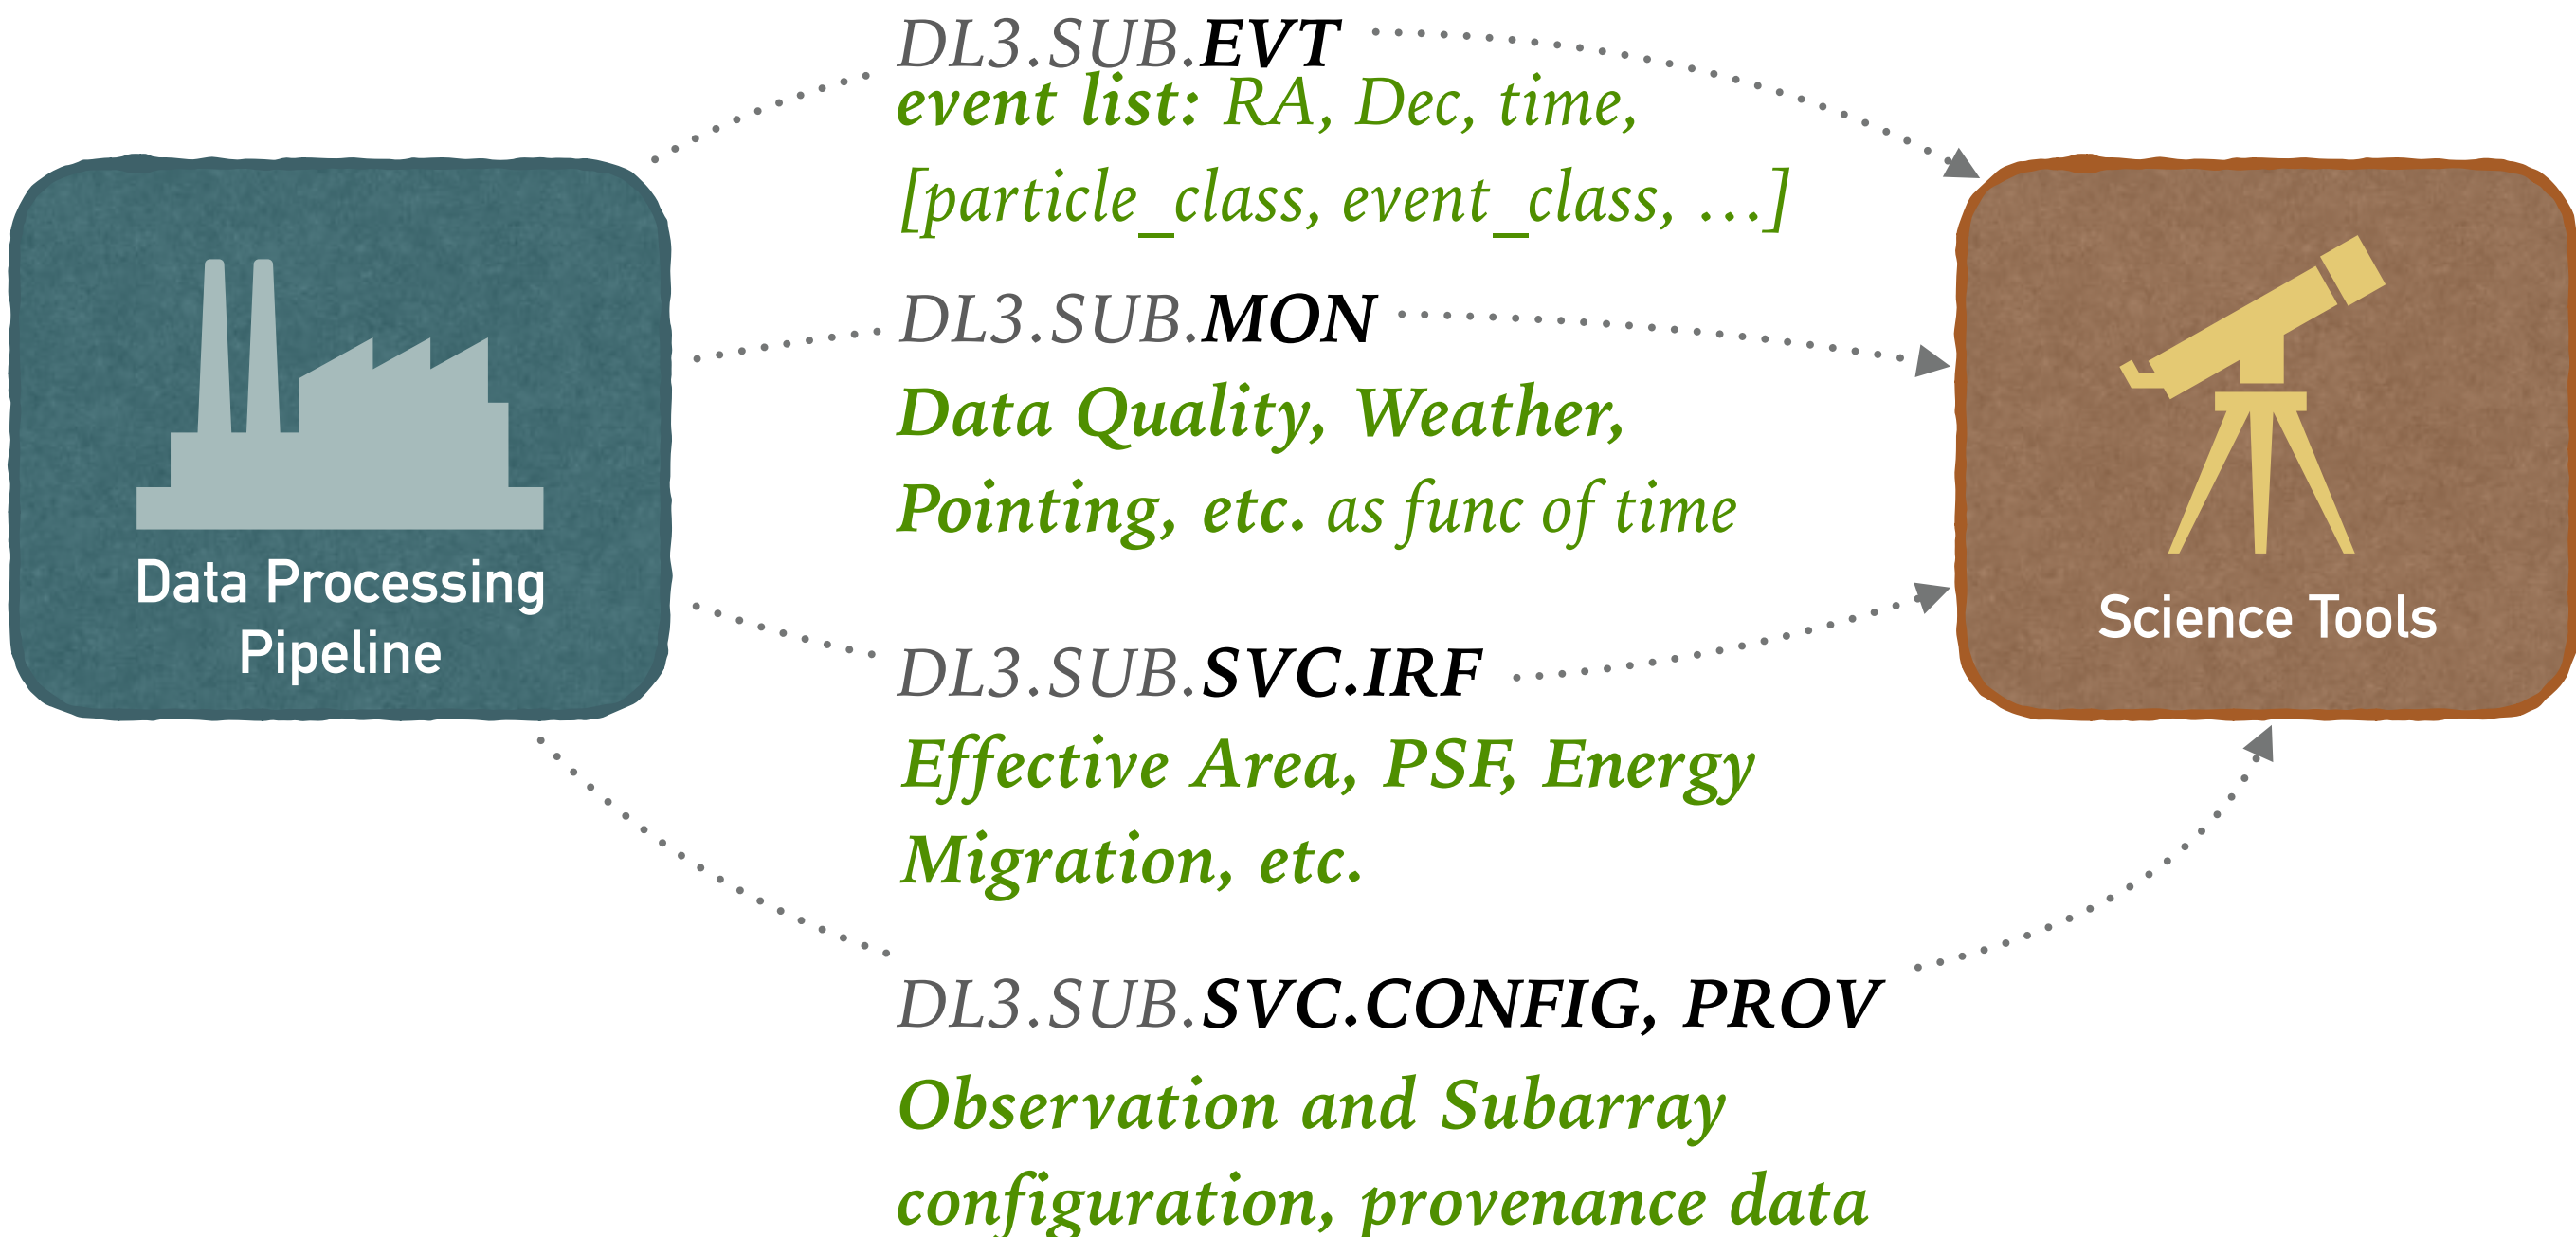 DL3.SUB.EVT
event list: RA, Dec, time,
[particle_class, event_class, …]
DL3.SUB.MON
Data Quality, Weather,
Pointing, etc. as func of time
DL3.SUB.SVC.IRF
Effective Area, PSF, Energy
Migration, etc.
DL3.SUB.SVC.CONFIG, PROV
Observation and Subarray
configuration, provenance data
Data Processing
Pipeline
Science Tools